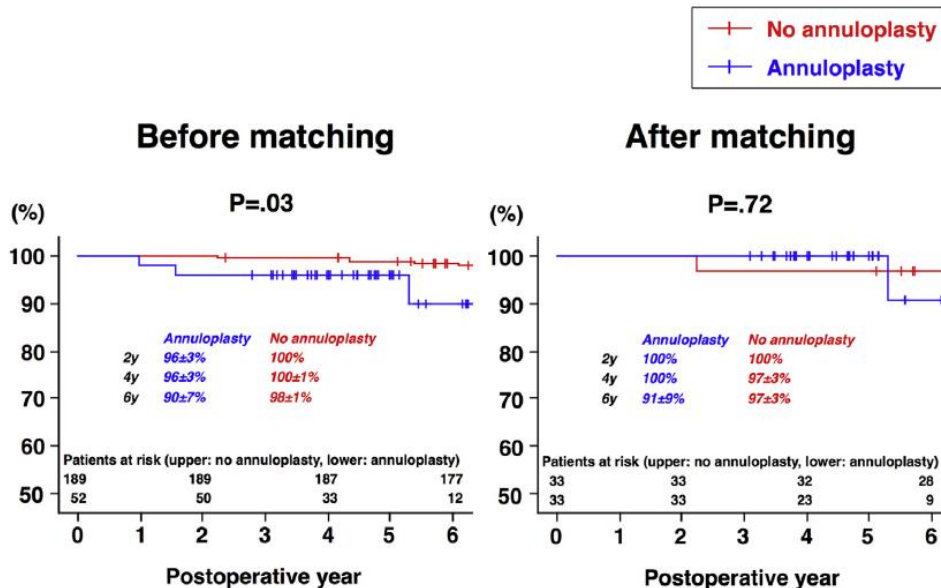 No annuloplasty
Annuloplasty
Before matching
P=.03
(%)
100
90
80
70
60
50
Annuloplasty No annuloplasty
2y 96±3% 100%
4y 96±3% 100±1%
6y 90±7% 98±1%
Patients at risk (upper: no annuloplasty, lower: annuloplasty)
189 189 187 177
52 50 33 12
0 1 2 3 4 5 6
Postoperative year
After matching
P=.72
(%)
100
90
80
70
60
50
Annuloplasty No annuloplasty
2y 100% 100%
4y 100% 97±3%
6y 91±9% 97±3%
Patients at risk (upper: no annuloplasty, lower: annuloplasty)
33 33 32 28
33 33 23 9
0 1 2 3 4 5 6
Postoperative year